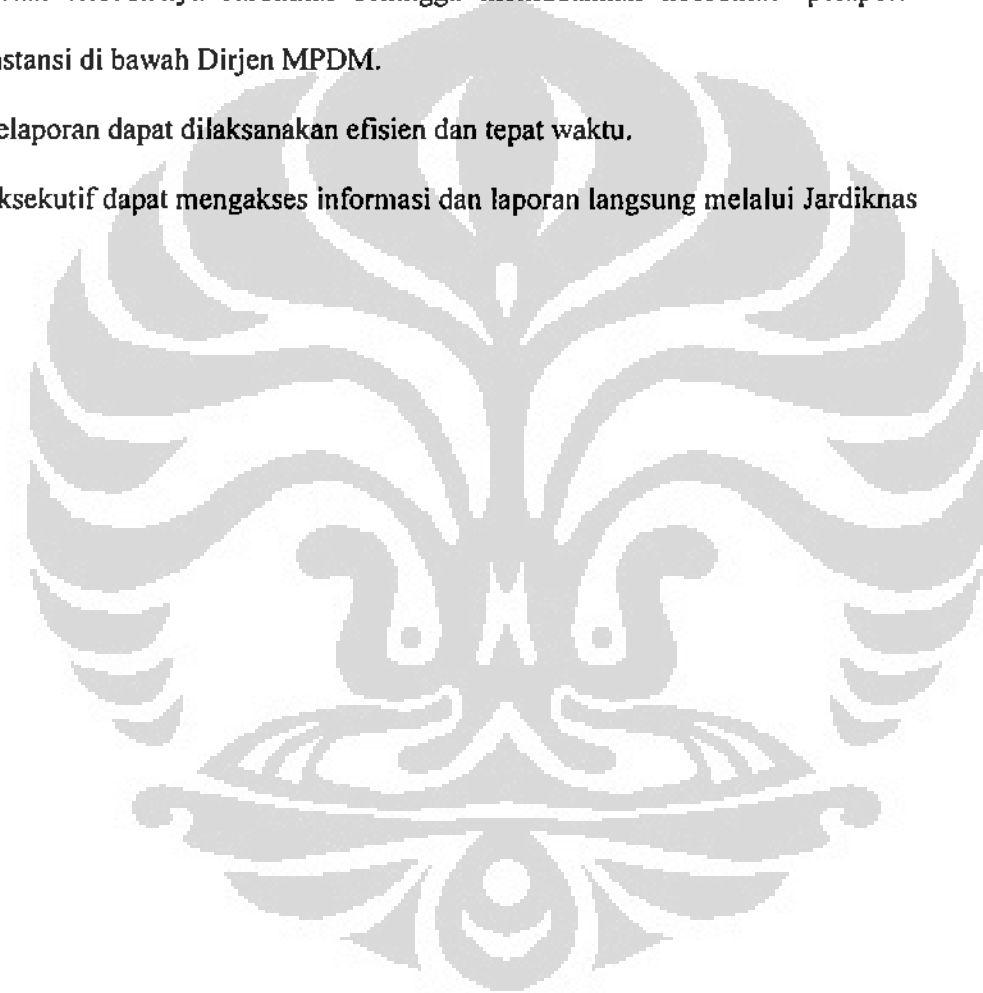 nstansi di bawah Dirjen MPDM.
elaporan dapat dilaksanakan efisien dan tepat waktu.
ksekutif dapat mengakses informasi dan laporan langsung melalui Jardiknas